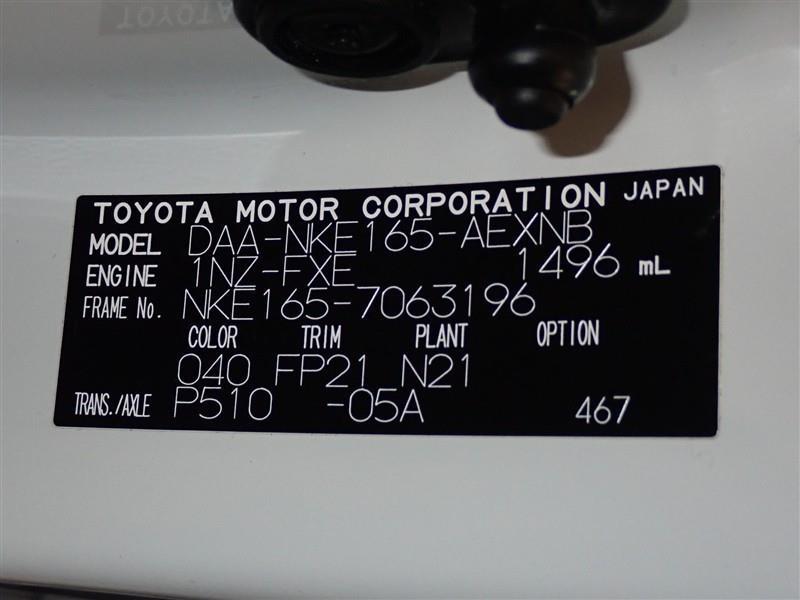 TOYOTA MOTOR CORPORATION JAPAN
MODEL DAA-NKE165-AEXNB
ENGINE 1NZ-FXE 1496 mL
FRAME No. NKE165-7063196
COLOR TRIM PLANT OPTION
040 FP21 N21
TRANS./AXLE P510 -05A 467